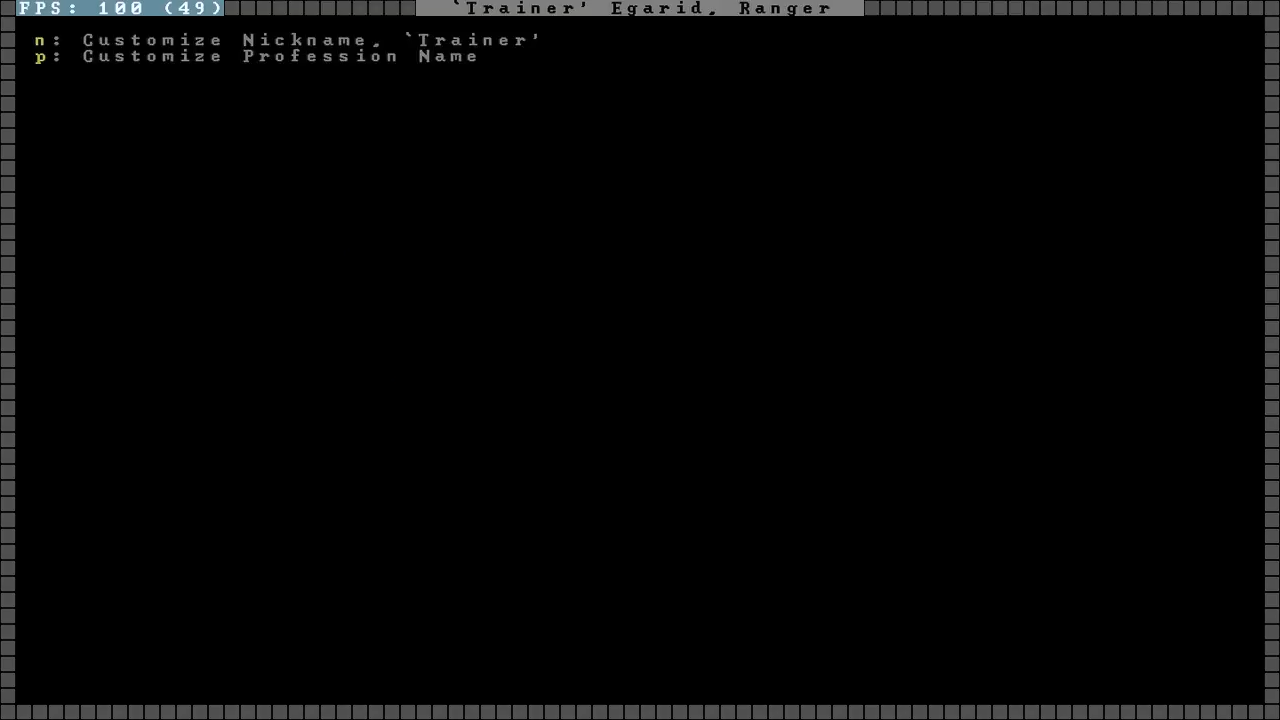 FPS: 100 (49)
`Trainer' Egarid, Ranger
n: Customize Nickname, `Trainer'
p: Customize Profession Name